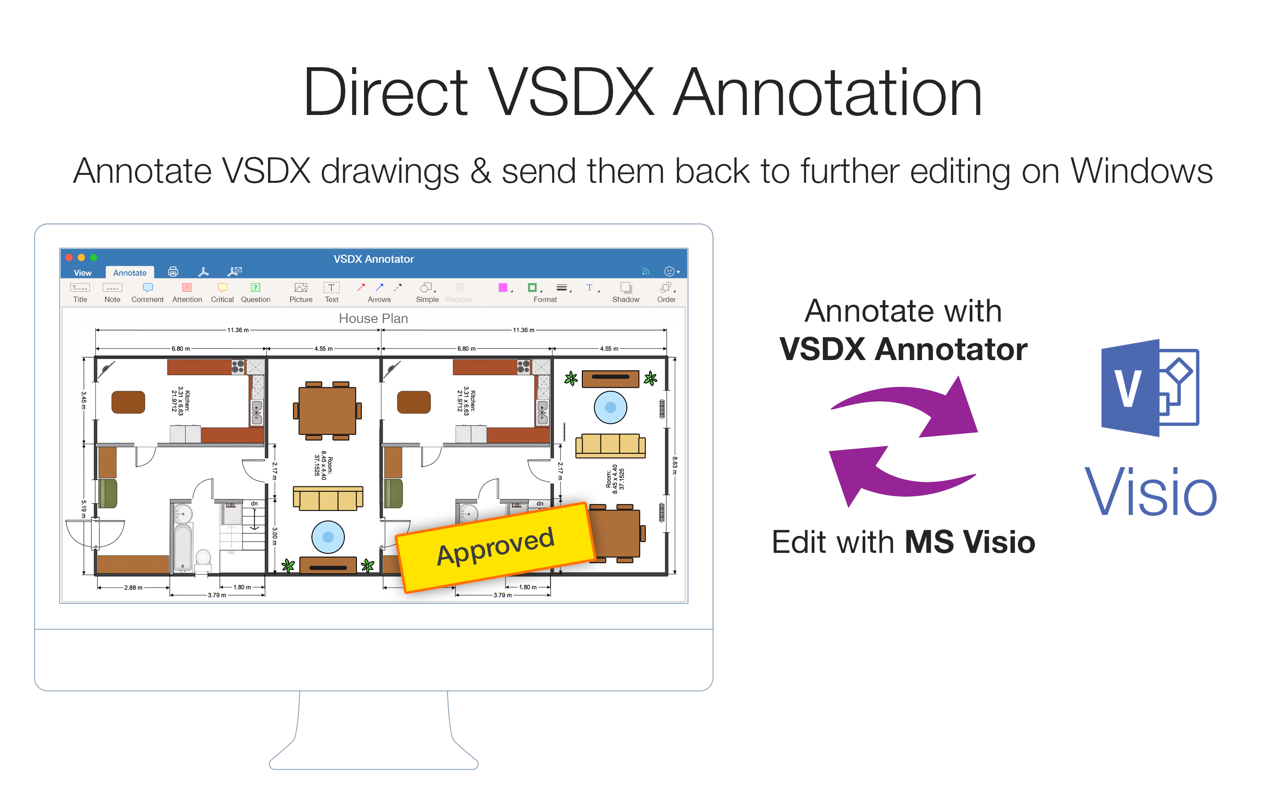 Direct VSDX Annotation
Annotate VSDX drawings & send them back to further editing on Windows
VSDX Annotator
View Annotate
Title Note Comment Attention Critical Question Picture Text Arrows Simple Remove Format Shadow Order
House Plan
11.36 m 11.36 m
6.80 m 4.55 m 6.80 m 4.55 m
3.45 m
Kitchen:
3.31 x 6.63
21.9712
Kitchen:
3.31 x 6.63
21.9712
Room:
8.45 x 4.40
37.1525
Room:
8.45 x 4.40
37.1525
2.17 m
2.17 m
8.63 m
5.19 m
3.00 m
dn
dn
Approved
2.88 m 1.80 m 1.80 m
3.79 m 3.79 m
Annotate with
VSDX Annotator
Edit with MS Visio
V
Visio